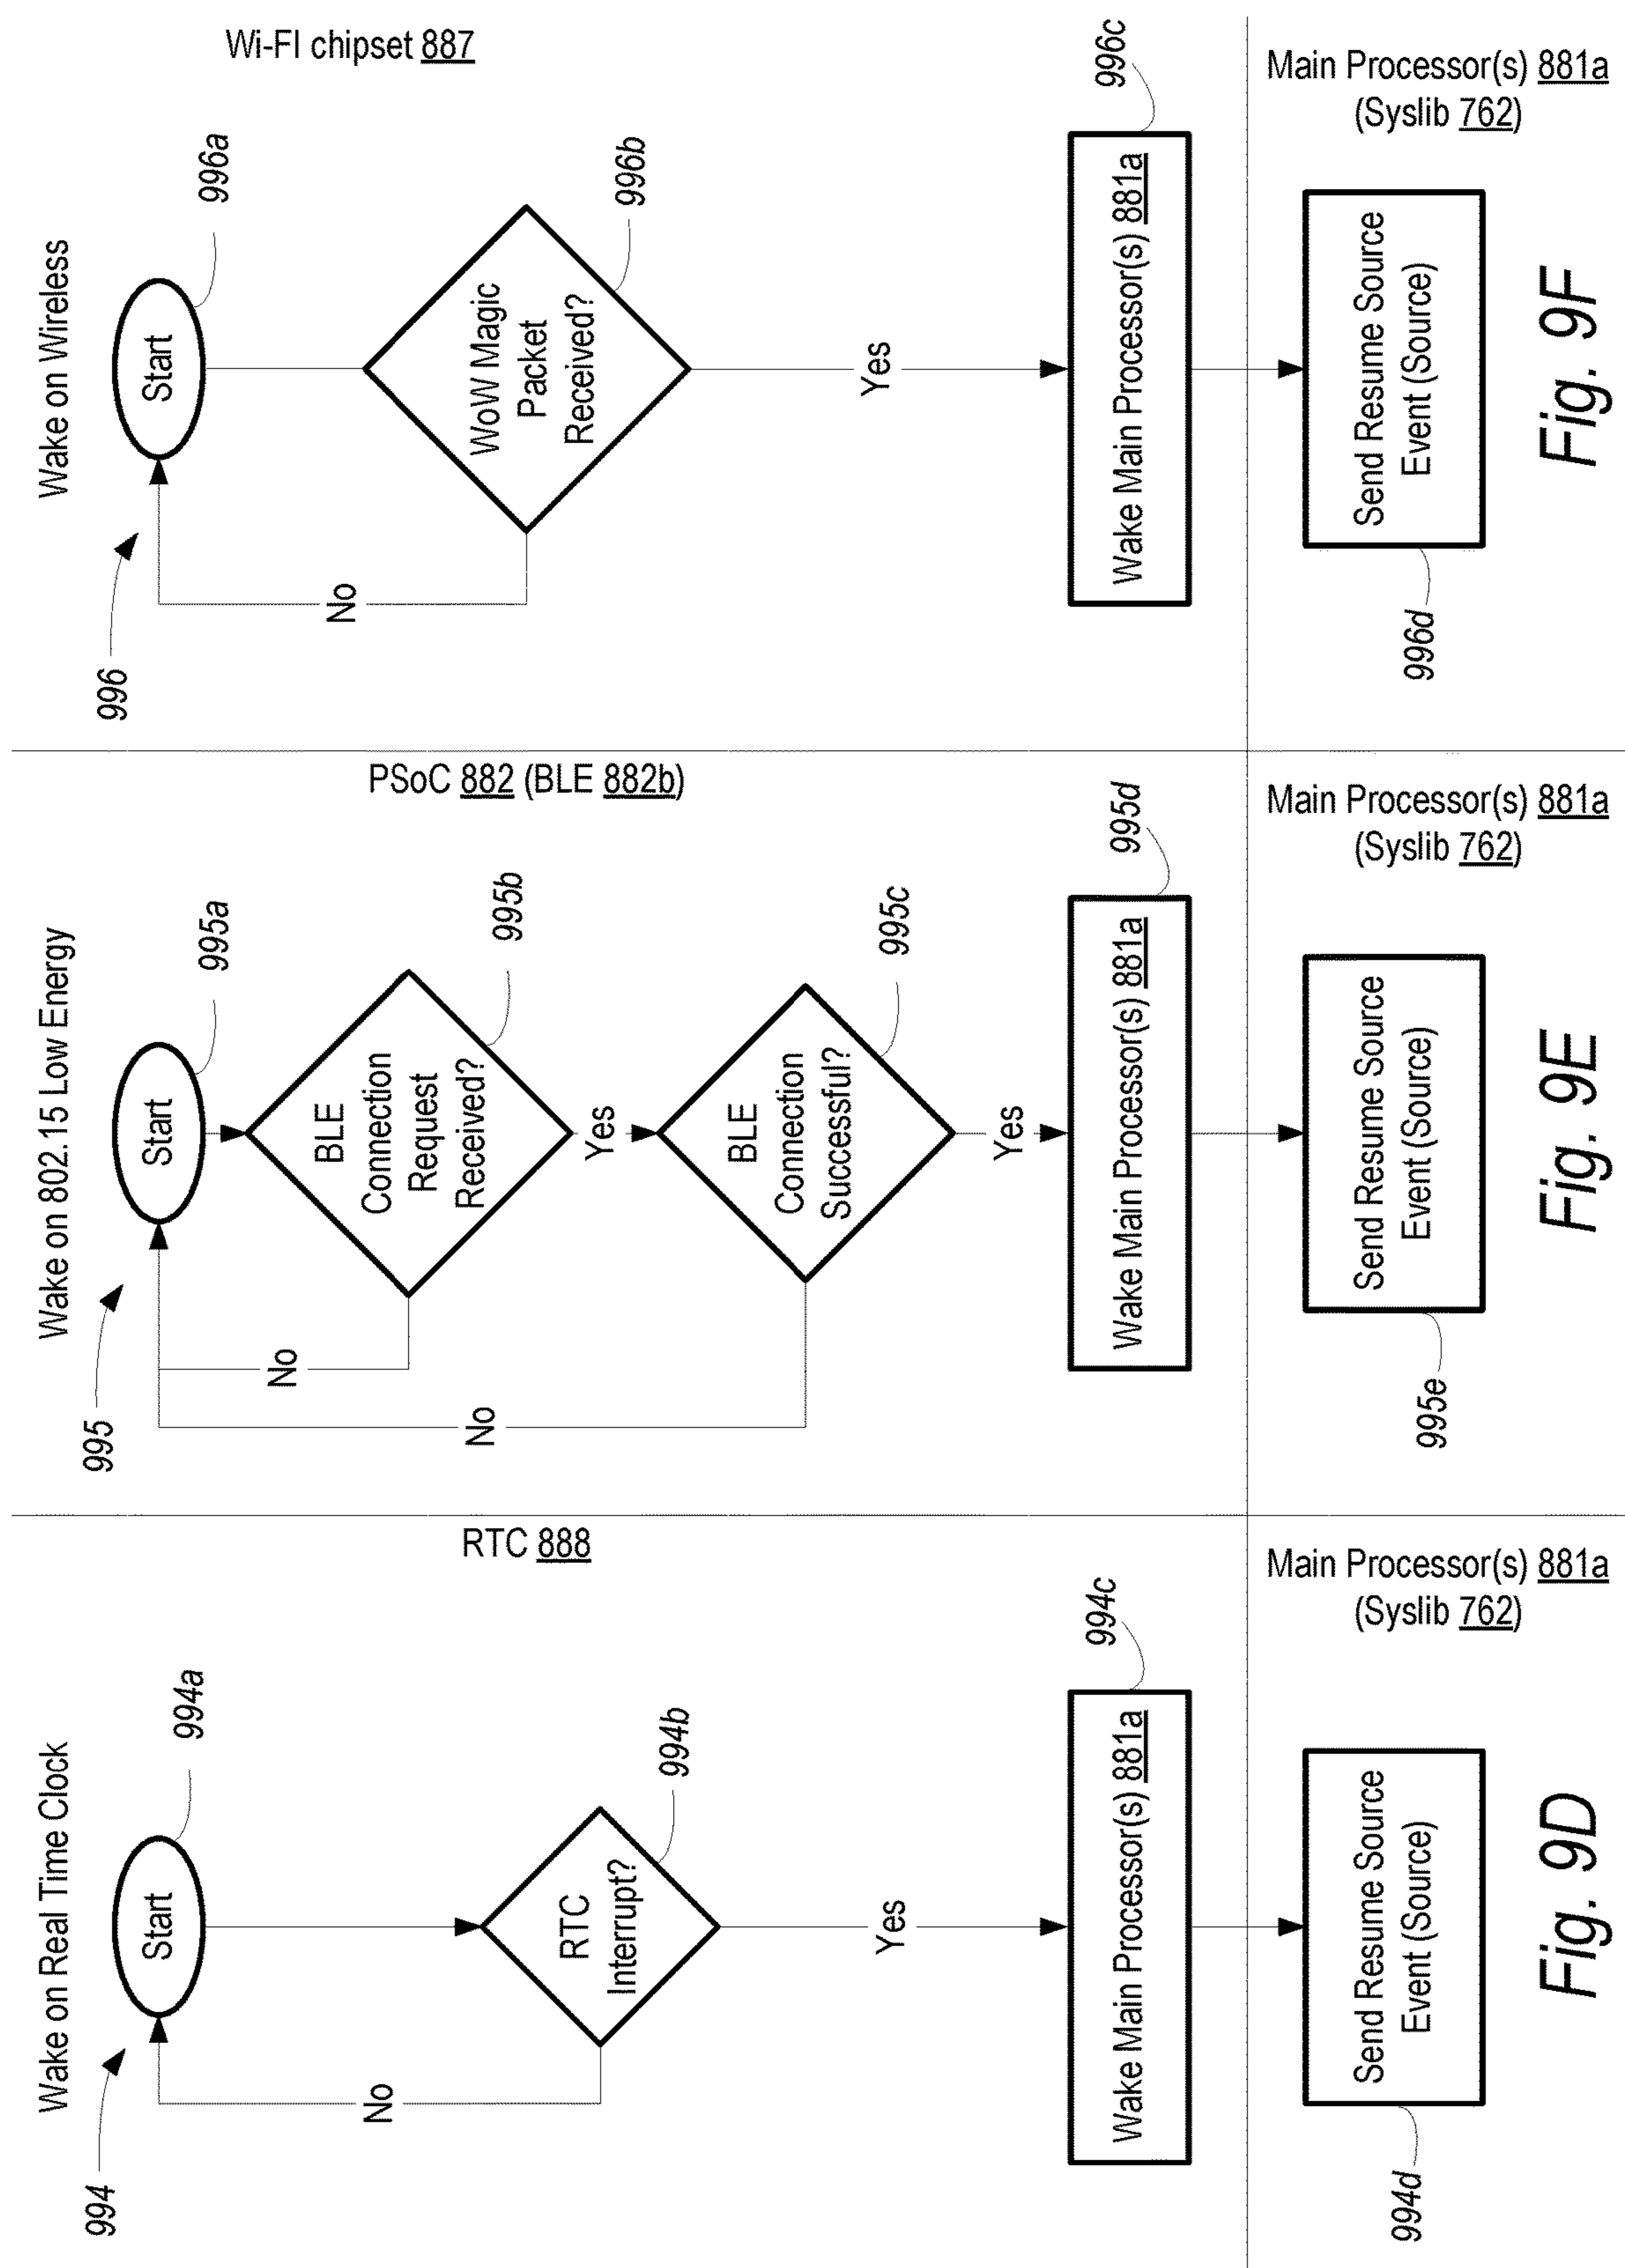 Wake on Real Time Clock
RTC 888
994
Start
994a
No
RTC
Interrupt?
994b
Yes
Wake Main Processor(s) 881a
994c
Main Processor(s) 881a
(Syslib 762)
Send Resume Source
Event (Source)
994d
Fig. 9D
Wake on 802.15 Low Energy
PSoC 882 (BLE 882b)
995
Start
995a
No
BLE
Connection
Request
Received?
995b
Yes
No
BLE
Connection
Successful?
995c
Yes
Wake Main Processor(s) 881a
995d
Main Processor(s) 881a
(Syslib 762)
Send Resume Source
Event (Source)
995e
Fig. 9E
Wake on Wireless
Wi-FI chipset 887
996
Start
996a
No
WoW Magic
Packet
Received?
996b
Yes
Wake Main Processor(s) 881a
996c
Main Processor(s) 881a
(Syslib 762)
Send Resume Source
Event (Source)
996d
Fig. 9F